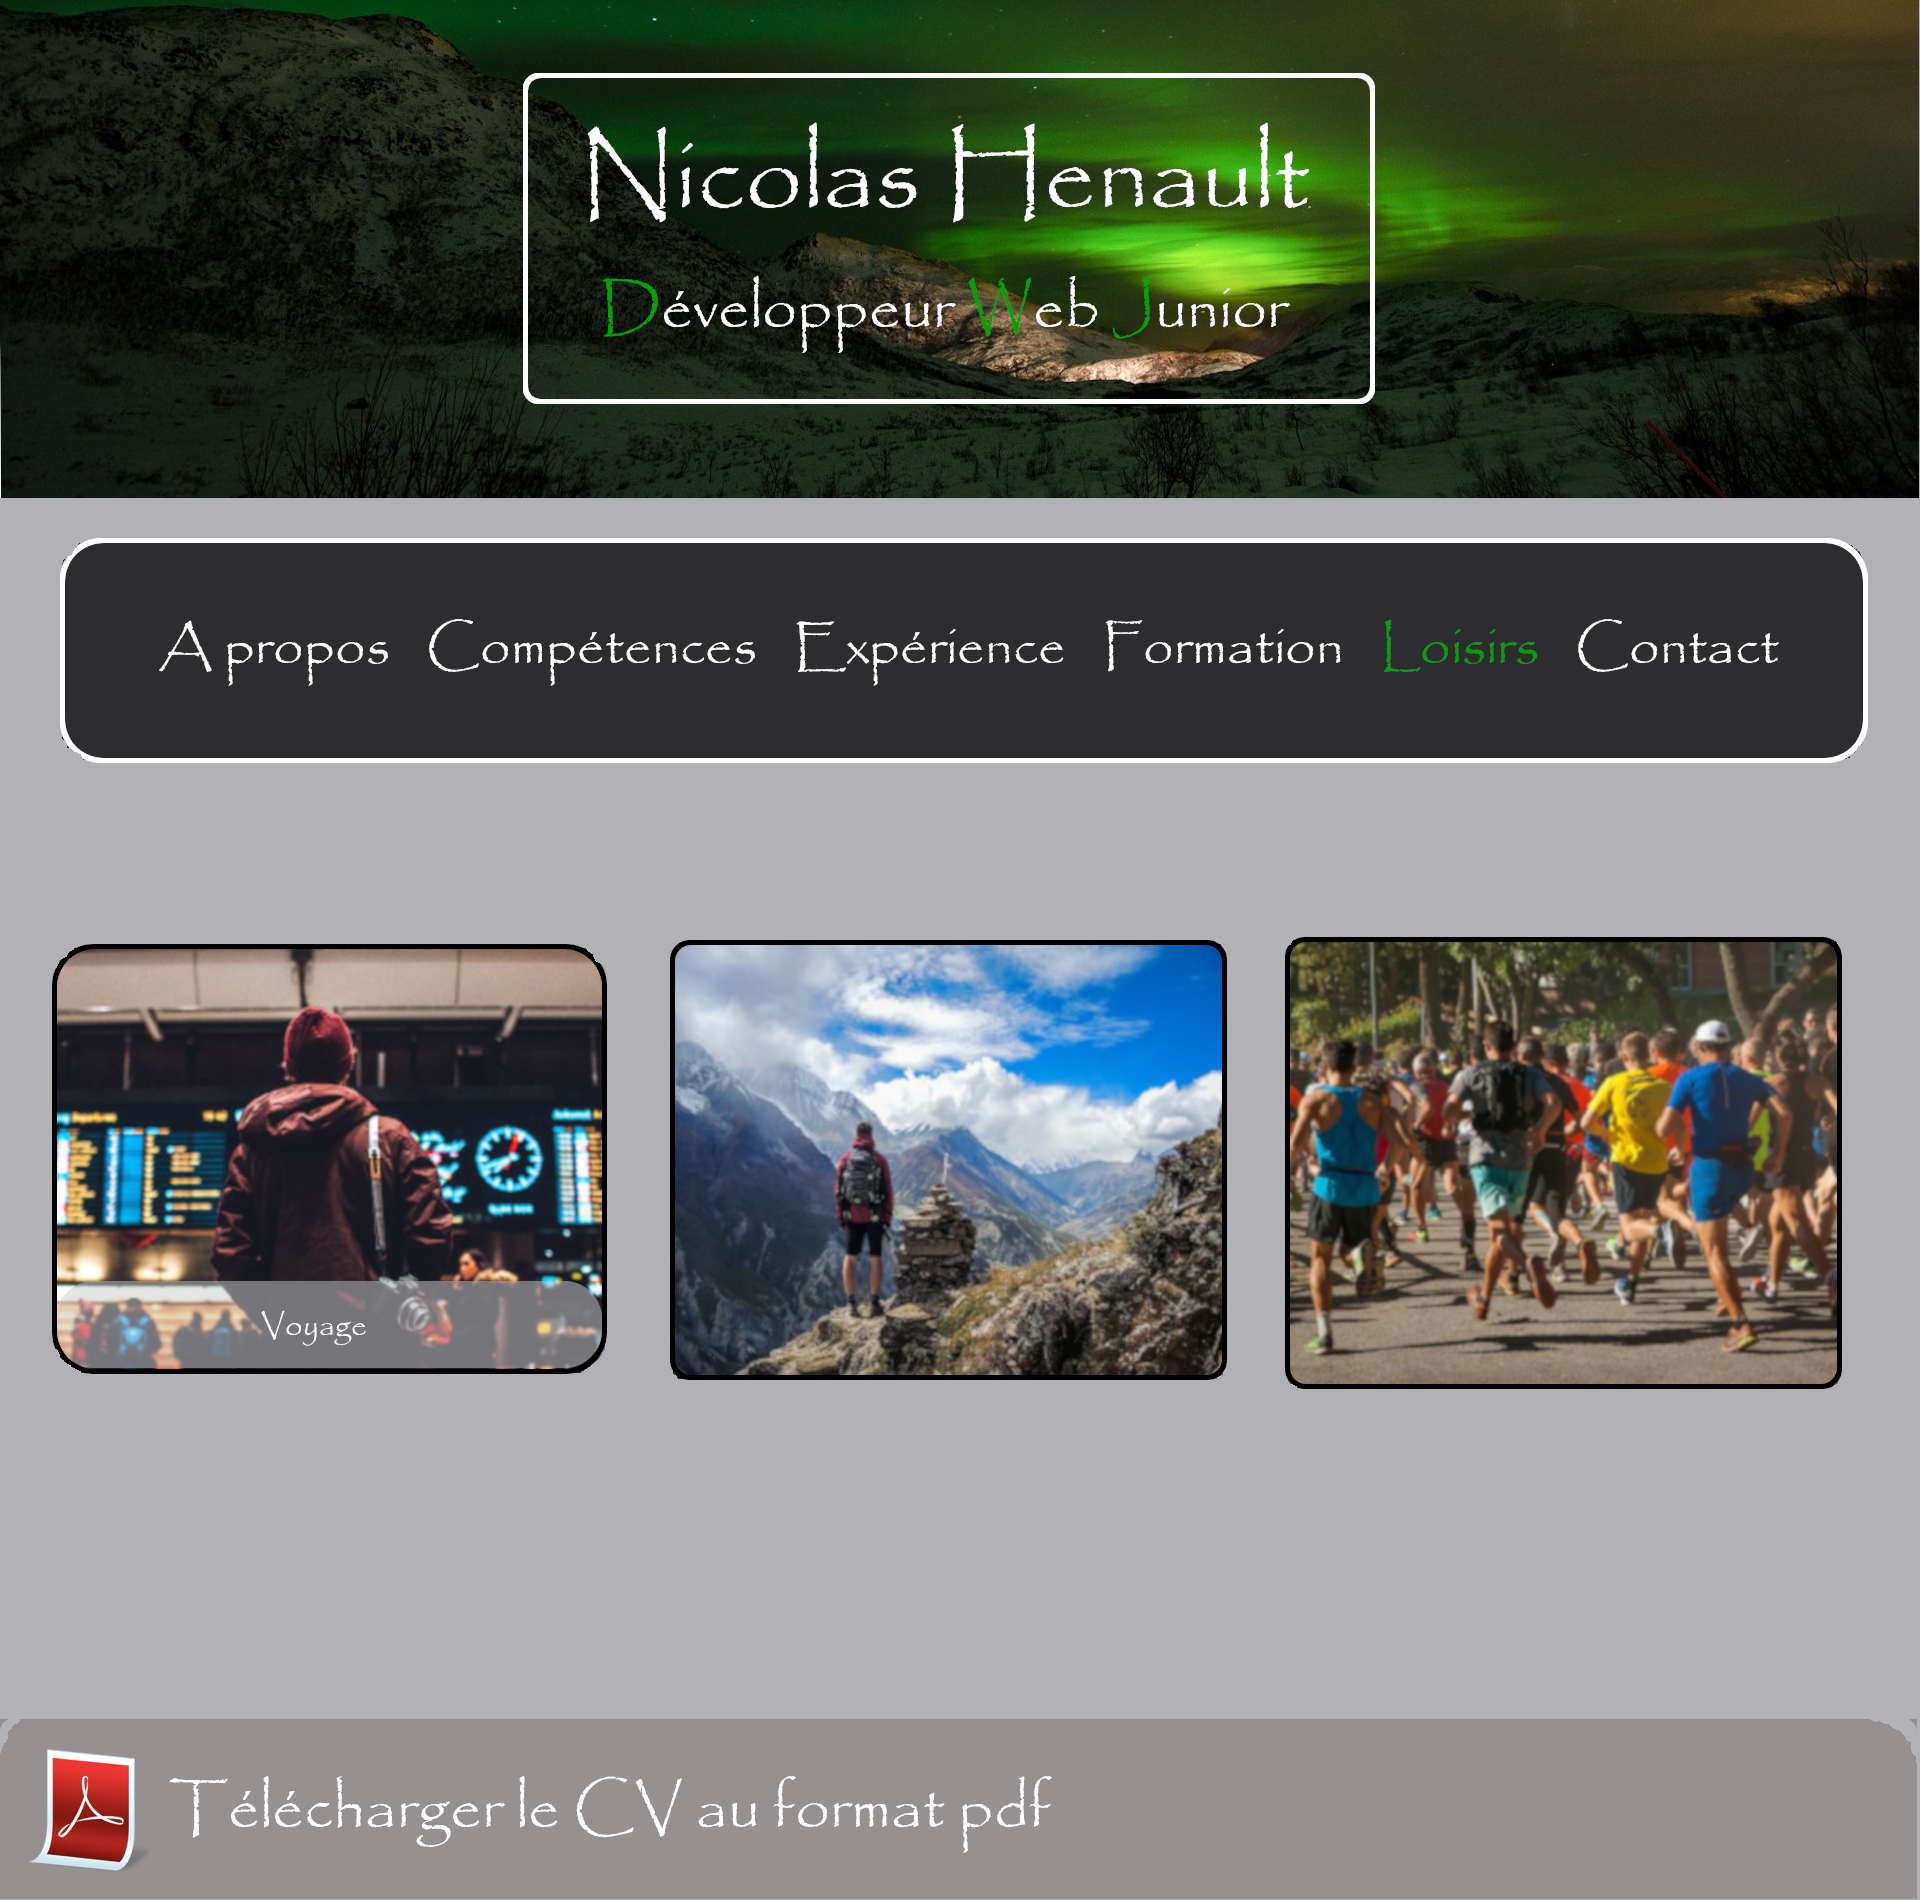 Nicolas Henault
Développeur Web Junior
A propos Compétences Expérience Formation Loisirs Contact
Voyage
Télécharger le CV au format pdf